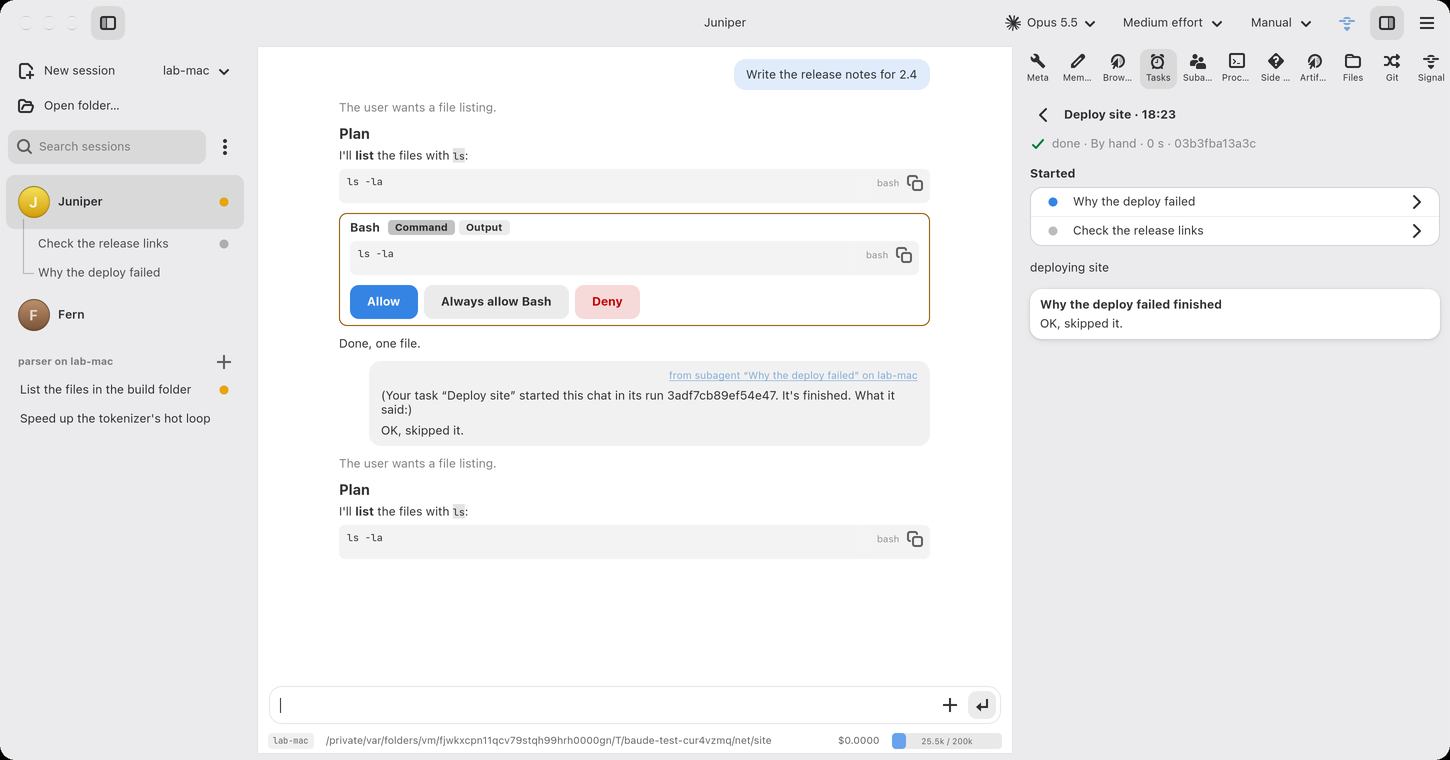 Juniper
Opus 5.5
Medium effort
Manual
New session
lab-mac
Open folder...
Search sessions
J
Juniper
Check the release links
Why the deploy failed
F
Fern
parser on lab-mac
List the files in the build folder
Speed up the tokenizer's hot loop
Write the release notes for 2.4
The user wants a file listing.
Plan
I'll list the files with ls:
ls -la
bash
Bash
Command
Output
ls -la
bash
Allow
Always allow Bash
Deny
Done, one file.
from subagent “Why the deploy failed” on lab-mac
(Your task “Deploy site” started this chat in its run 3adf7cb89ef54e47. It's finished. What it
said:)
OK, skipped it.
The user wants a file listing.
Plan
I'll list the files with ls:
ls -la
bash
lab-mac
/private/var/folders/vm/fjwkxcpn11qcv79stqh99hrh0000gn/T/baude-test-cur4vzmq/net/site
$0.0000
25.5k / 200k
Meta
Mem...
Brow...
Tasks
Suba...
Proc...
Side ...
Artif...
Files
Git
Signal
Deploy site · 18:23
done · By hand · 0 s · 03b3fba13a3c
Started
Why the deploy failed
Check the release links
deploying site
Why the deploy failed finished
OK, skipped it.